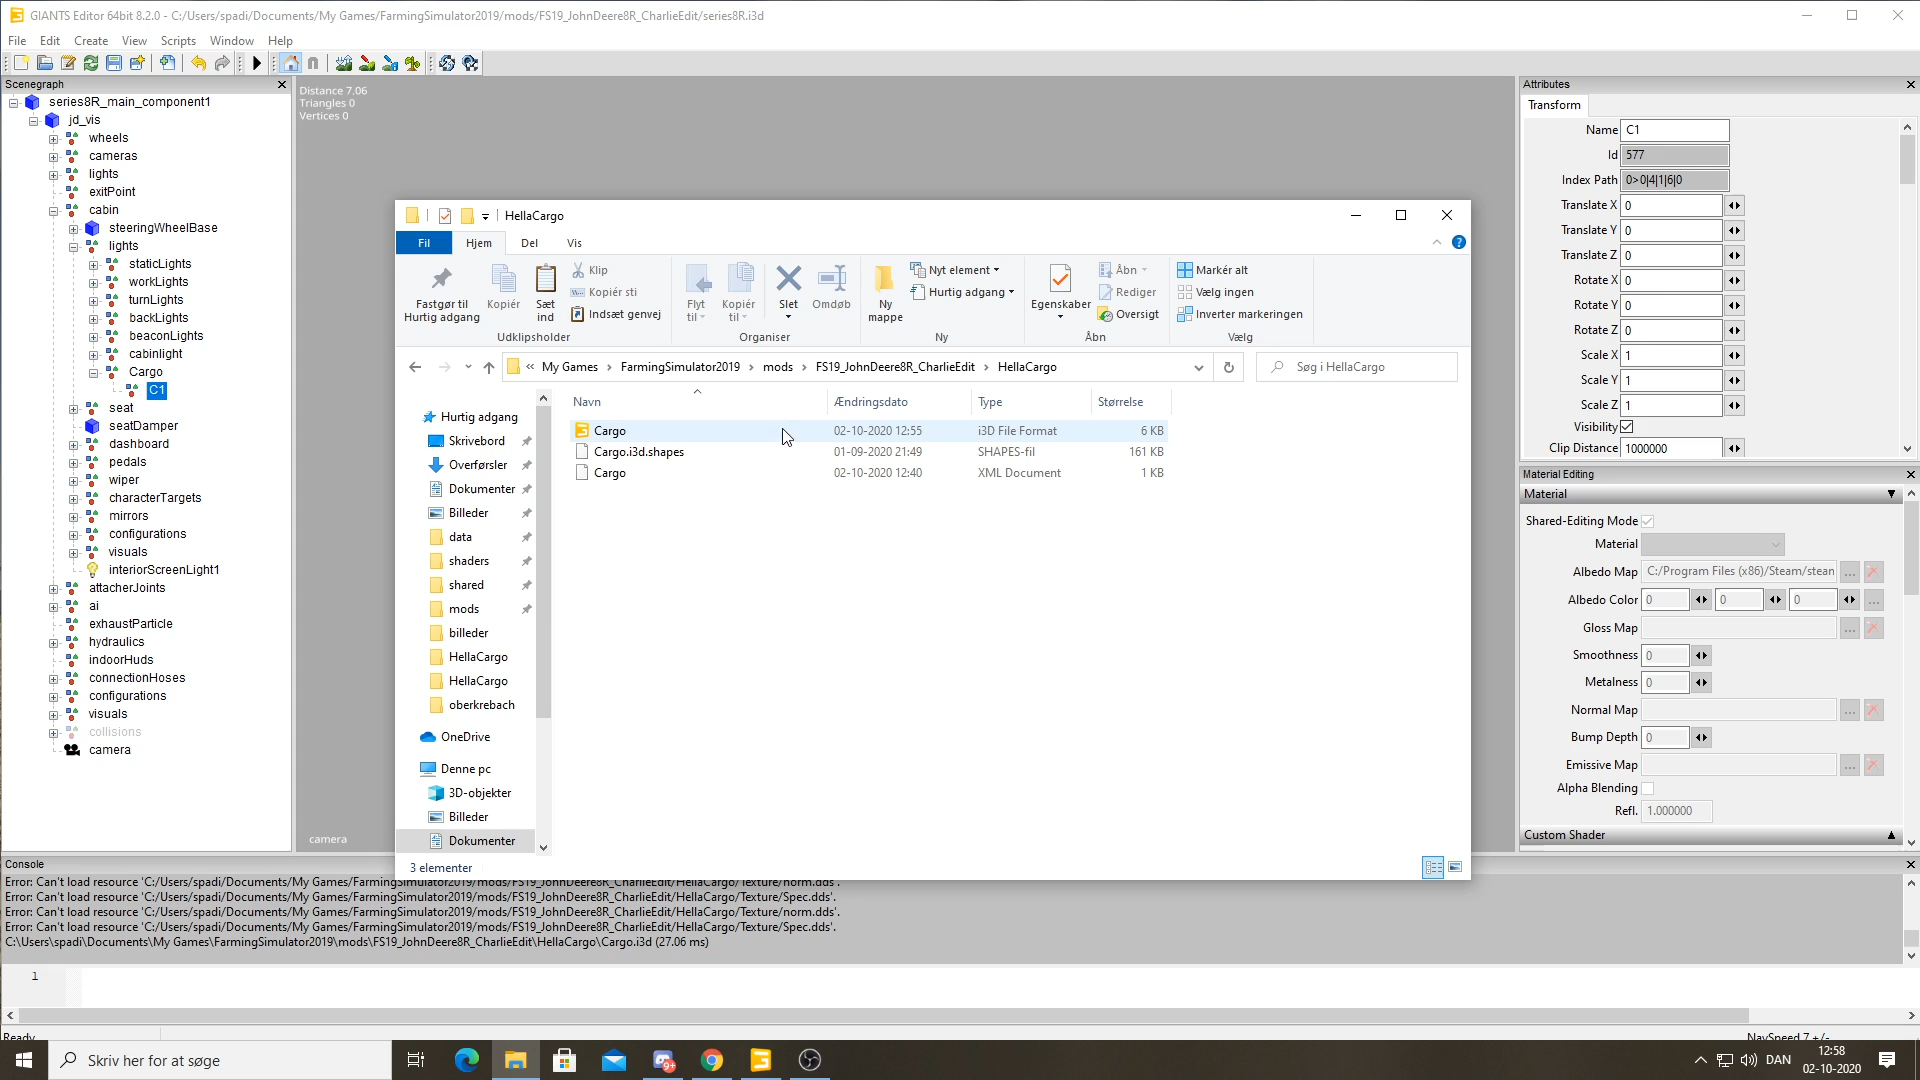 GIANTS Editor 64bit 8.2.0 - C:/Users/spadi/Documents/My Games/FarmingSimulator2019/mods/FS19_JohnDeere8R_CharlieEdit/series8R.i3d
File Edit Create View Scripts Window Help
Scenegraph
series8R_main_component1
jd_vis
wheels
cameras
lights
exitPoint
cabin
steeringWheelBase
lights
staticLights
workLights
turnLights
backLights
beaconLights
cabinlight
Cargo
C1
seat
seatDamper
dashboard
pedals
wiper
characterTargets
mirrors
configurations
visuals
interiorScreenLight1
attacherJoints
ai
exhaustParticle
hydraulics
indoorHuds
connectionHoses
configurations
visuals
collisions
camera
Distance 7.06
Triangles 0
Vertices 0
camera
HellaCargo
Fil Hjem Del Vis
Fastgør til Hurtig adgang
Kopiér
Sæt ind
Klip
Kopiér sti
Indsæt genvej
Udklipsholder
Flyt til
Kopiér til
Slet
Omdøb
Organiser
Ny mappe
Nyt element
Hurtig adgang
Ny
Egenskaber
Åbn
Rediger
Oversigt
Åbn
Markér alt
Vælg ingen
Inverter markeringen
Vælg
« My Games › FarmingSimulator2019 › mods › FS19_JohnDeere8R_CharlieEdit › HellaCargo
Søg i HellaCargo
Hurtig adgang
Skrivebord
Overførsler
Dokumenter
Billeder
data
shaders
shared
mods
billeder
HellaCargo
HellaCargo
oberkrebach
OneDrive
Denne pc
3D-objekter
Billeder
Dokumenter
Navn Ændringsdato Type Størrelse
Cargo 02-10-2020 12:55 i3D File Format 6 KB
Cargo.i3d.shapes 01-09-2020 21:49 SHAPES-fil 161 KB
Cargo 02-10-2020 12:40 XML Document 1 KB
3 elementer
Attributes
Transform
Name C1
Id 577
Index Path 0>0|4|1|6|0
Translate X 0
Translate Y 0
Translate Z 0
Rotate X 0
Rotate Y 0
Rotate Z 0
Scale X 1
Scale Y 1
Scale Z 1
Visibility
Clip Distance 1000000
Material Editing
Material
Shared-Editing Mode
Material
Albedo Map C:/Program Files (x86)/Steam/stean
Albedo Color 0 0 0
Gloss Map
Smoothness 0
Metalness 0
Normal Map
Bump Depth 0
Emissive Map
Alpha Blending
Refl. 1.000000
Custom Shader
Console
Error: Can't load resource 'C:/Users/spadi/Documents/My Games/FarmingSimulator2019/mods/FS19_JohnDeere8R_CharlieEdit/HellaCargo/Texture/norm.dds'.
Error: Can't load resource 'C:/Users/spadi/Documents/My Games/FarmingSimulator2019/mods/FS19_JohnDeere8R_CharlieEdit/HellaCargo/Texture/Spec.dds'.
Error: Can't load resource 'C:/Users/spadi/Documents/My Games/FarmingSimulator2019/mods/FS19_JohnDeere8R_CharlieEdit/HellaCargo/Texture/norm.dds'.
Error: Can't load resource 'C:/Users/spadi/Documents/My Games/FarmingSimulator2019/mods/FS19_JohnDeere8R_CharlieEdit/HellaCargo/Texture/Spec.dds'.
C:\Users\spadi\Documents\My Games\FarmingSimulator2019\mods\FS19_JohnDeere8R_CharlieEdit\HellaCargo\Cargo.i3d (27.06 ms)
1
Ready
NavSpeed 7 +/-
Skriv her for at søge
DAN
12:58
02-10-2020